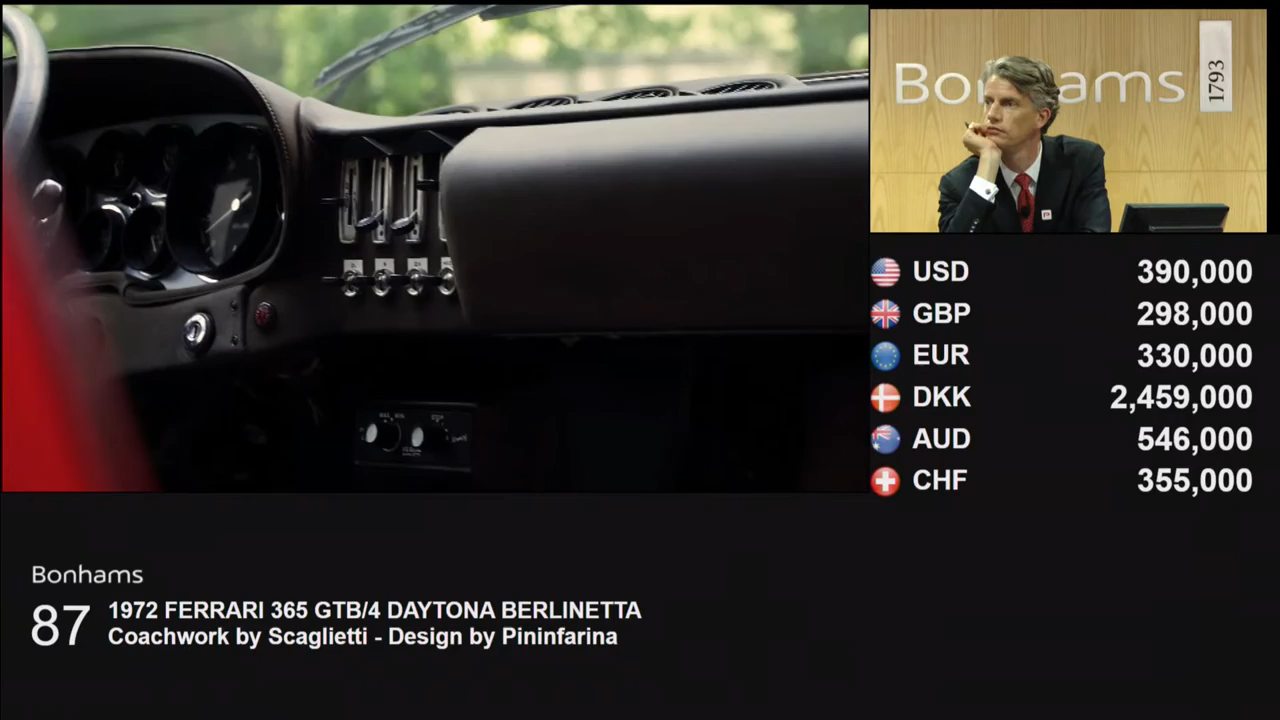 Bonhams
1793
USD 390,000
GBP 298,000
EUR 330,000
DKK 2,459,000
AUD 546,000
CHF 355,000
Bonhams
87
1972 FERRARI 365 GTB/4 DAYTONA BERLINETTA
Coachwork by Scaglietti - Design by Pininfarina